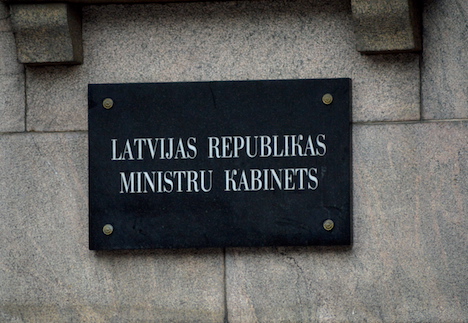 LATVIJAS REPUBLIKAS
MINISTRU KABINETS